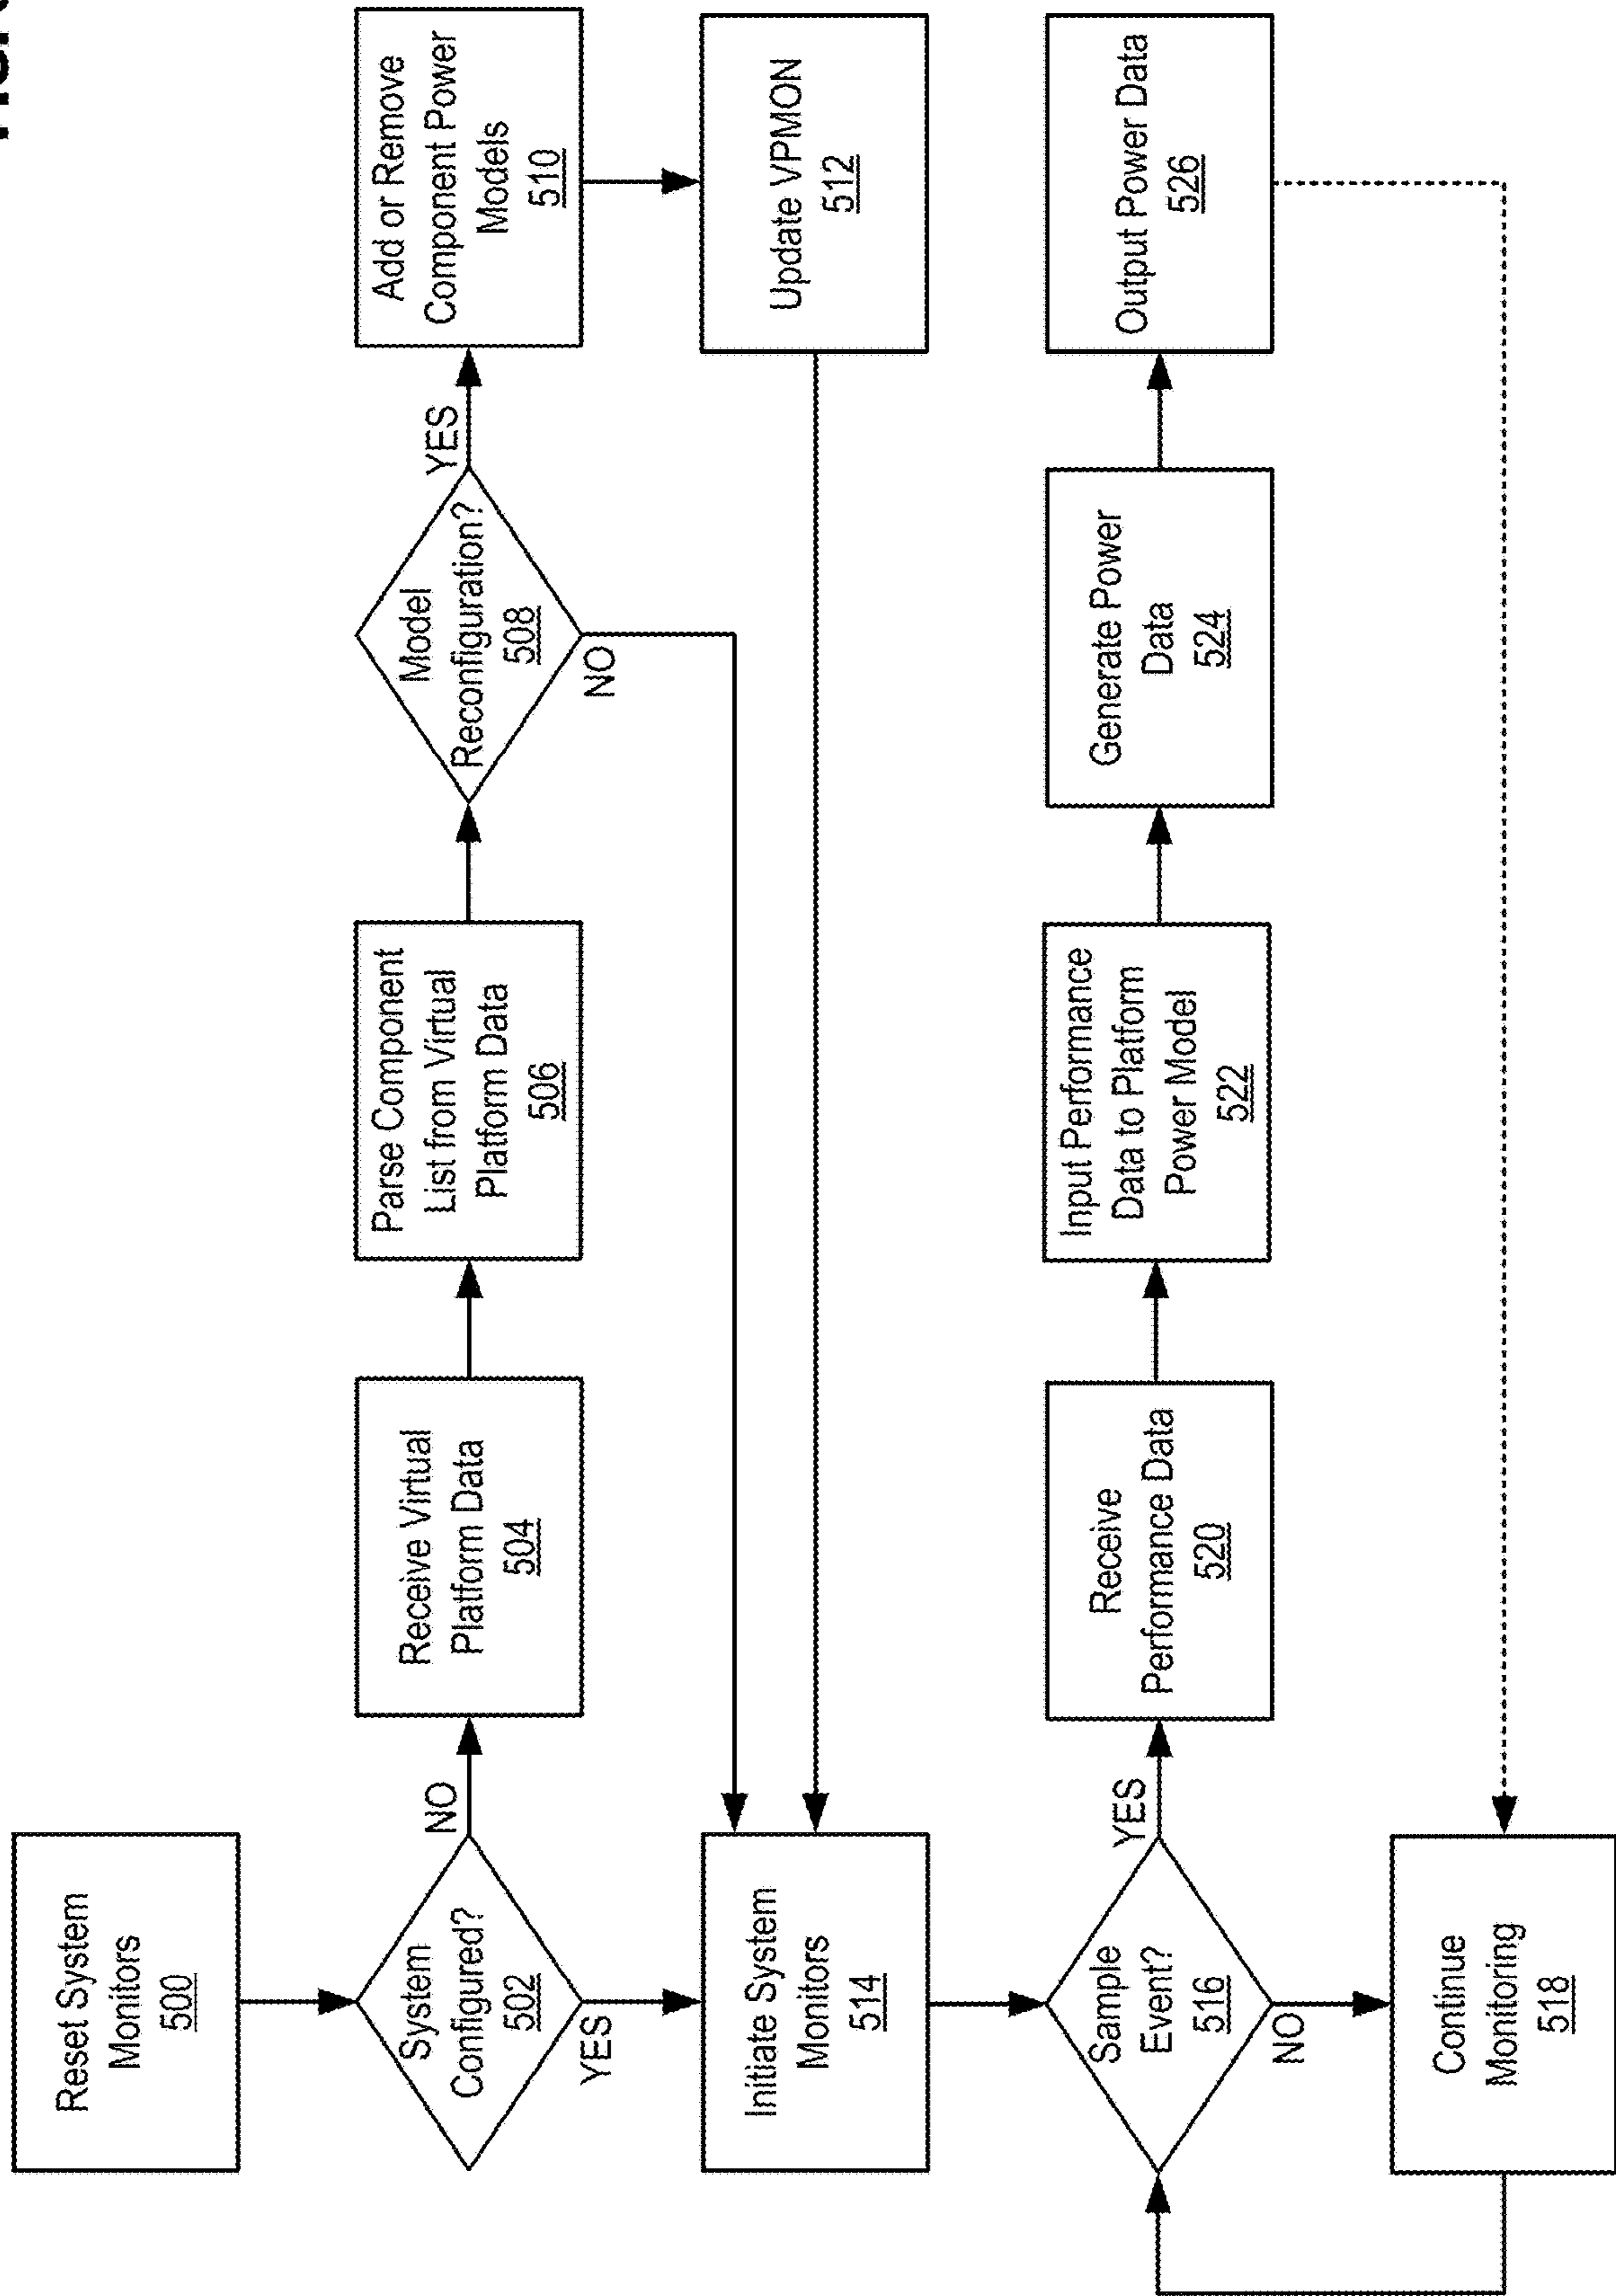 Reset System
Monitors
500
System
Configured?
502
NO
YES
Receive Virtual
Platform Data
504
Parse Component
List from Virtual
Platform Data
506
Model
Reconfiguration?
508
YES
NO
Add or Remove
Component Power
Models
510
Update VPMON
512
Initiate System
Monitors
514
Sample
Event?
516
YES
NO
Continue
Monitoring
518
Receive
Performance Data
520
Input Performance
Data to Platform
Power Model
522
Generate Power
Data
524
Output Power Data
526